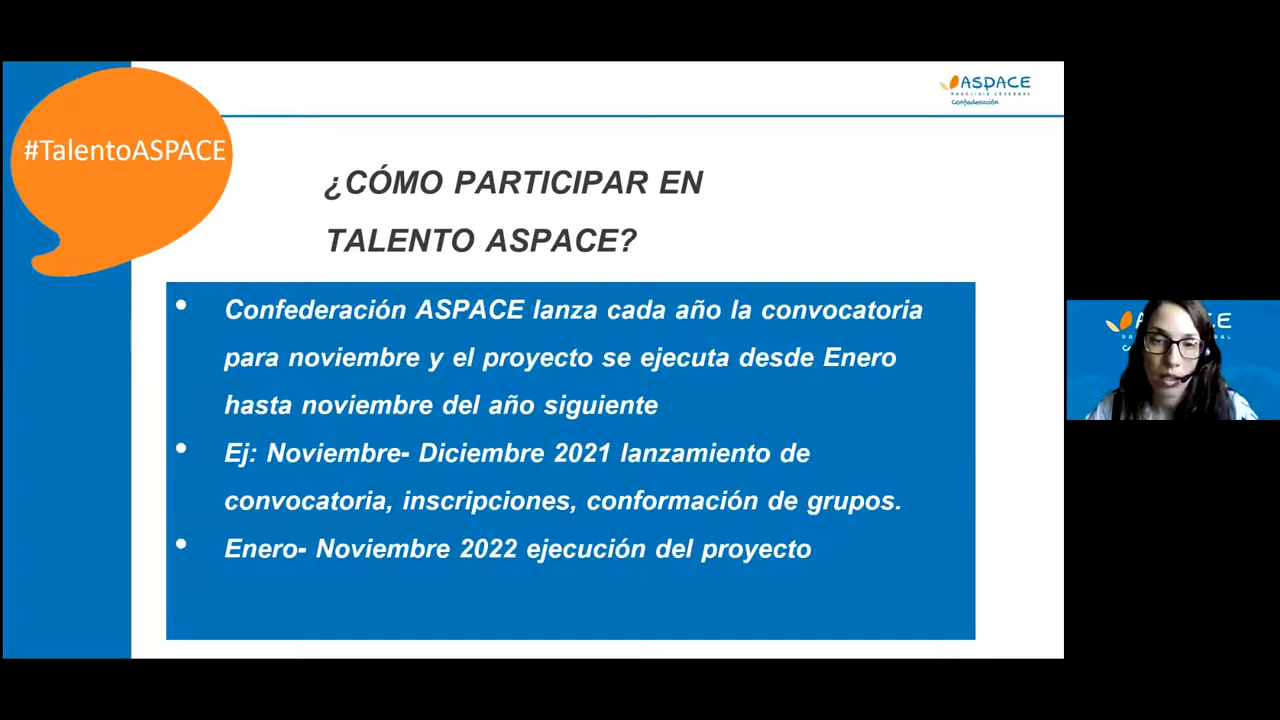 #TalentoASPACE
ASPACE
PARÁLISIS CEREBRAL
Confederación
¿CÓMO PARTICIPAR EN
TALENTO ASPACE?
• Confederación ASPACE lanza cada año la convocatoria
para noviembre y el proyecto se ejecuta desde Enero
hasta noviembre del año siguiente
• Ej: Noviembre- Diciembre 2021 lanzamiento de
convocatoria, inscripciones, conformación de grupos.
• Enero- Noviembre 2022 ejecución del proyecto